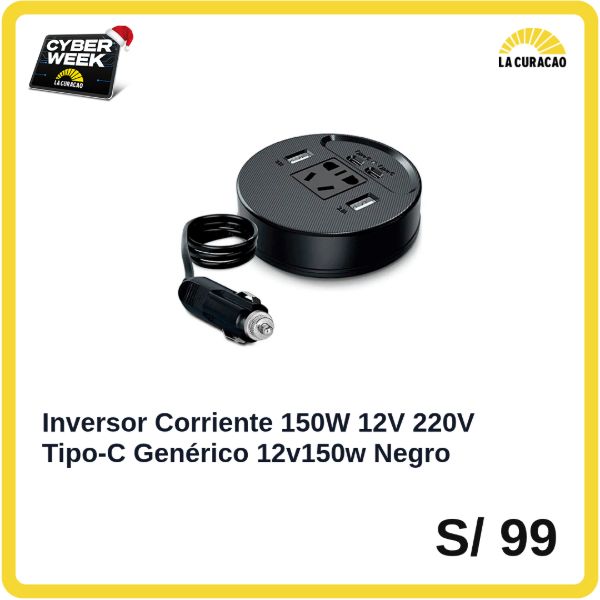 CYBER
WEEK
LA CURACAO
LA CURACAO
Inversor Corriente 150W 12V 220V
Tipo-C Genérico 12v150w Negro
S/ 99